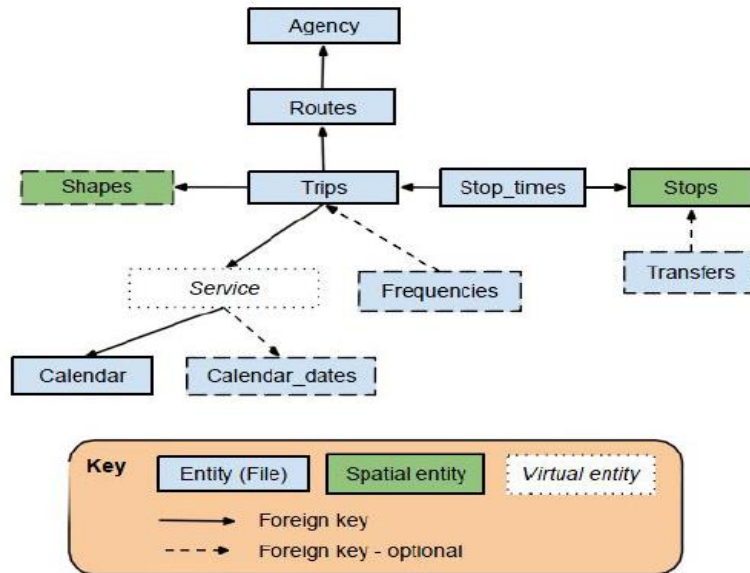 Agency
Routes
Shapes
Trips
Stop_times
Stops
Service
Frequencies
Transfers
Calendar
Calendar_dates
Key
Entity (File)
Spatial entity
Virtual entity
Foreign key
Foreign key - optional